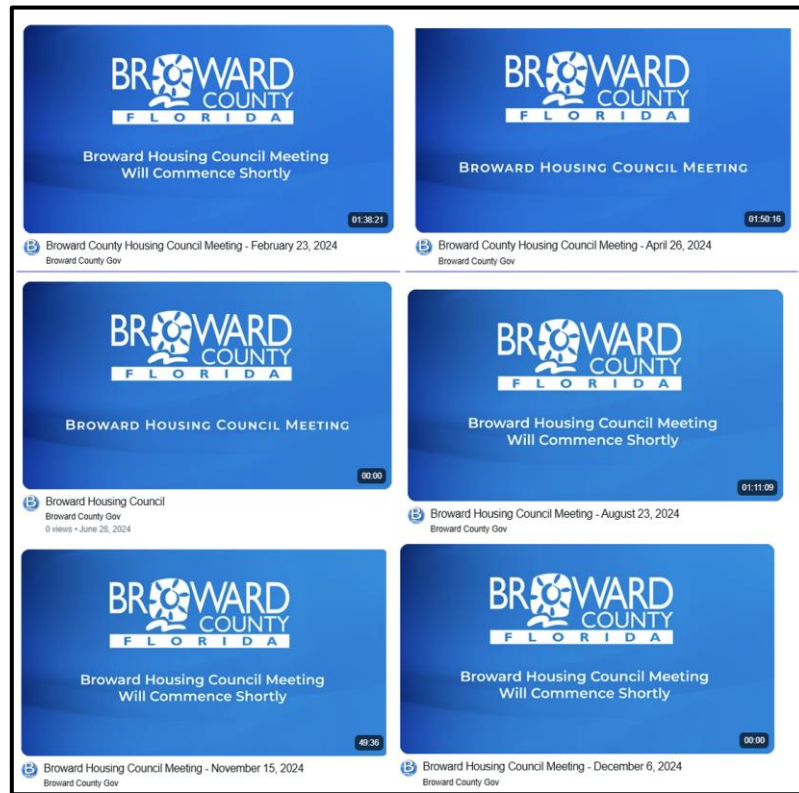 BROWARD
COUNTY
FLORIDA
Broward Housing Council Meeting
Will Commence Shortly
01:38:21
Broward County Housing Council Meeting - February 23, 2024
Broward County Gov
BROWARD
COUNTY
FLORIDA
BROWARD HOUSING COUNCIL MEETING
01:50:16
Broward County Housing Council Meeting - April 26, 2024
Broward County Gov
BROWARD
COUNTY
FLORIDA
BROWARD HOUSING COUNCIL MEETING
00:00
Broward Housing Council
Broward County Gov
0 views • June 28, 2024
BROWARD
COUNTY
FLORIDA
Broward Housing Council Meeting
Will Commence Shortly
01:11:09
Broward Housing Council Meeting - August 23, 2024
Broward County Gov
BROWARD
COUNTY
FLORIDA
Broward Housing Council Meeting
Will Commence Shortly
49:36
Broward Housing Council Meeting - November 15, 2024
Broward County Gov
BROWARD
COUNTY
FLORIDA
Broward Housing Council Meeting
Will Commence Shortly
00:00
Broward Housing Council Meeting - December 6, 2024
Broward County Gov